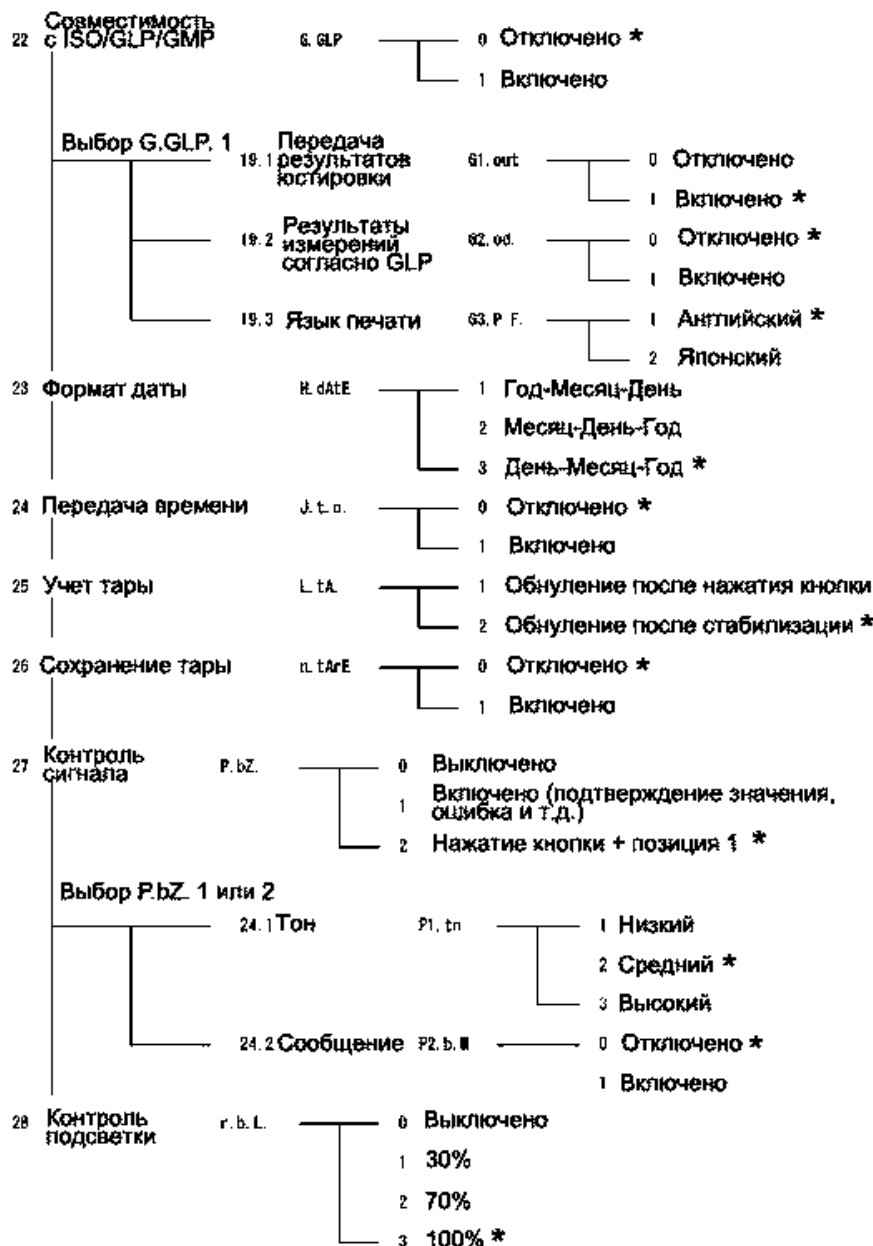 Совместимость
22 с ISO/GLP/GMP G.GLP 0 Отключено *
1 Включено
Выбор G.GLP. 1
Передача
19.1 результатов G1.out 0 Отключено
юстировки
1 Включено *
Результаты
19.2 измерений G2.od. 0 Отключено *
согласно GLP
1 Включено
19.3 Язык печати G3.P F. 1 Английский *
2 Японский
23 Формат даты H.dAtE 1 Год-Месяц-День
2 Месяц-День-Год
3 День-Месяц-Год *
24 Передача времени J.t.o. 0 Отключено *
1 Включено
25 Учет тары L.tA. 1 Обнуление после нажатия кнопки
2 Обнуление после стабилизации *
26 Сохранение тары n.tArE 0 Отключено *
1 Включено
27 Контроль сигнала P.bZ. 0 Выключено
1 Включено (подтверждение значения,
ошибка и т.д.)
2 Нажатие кнопки + позиция 1 *
Выбор P.bZ. 1 или 2
24.1 Тон P1.tn 1 Низкий
2 Средний *
3 Высокий
24.2 Сообщение P2.b. 0 Отключено *
1 Включено
28 Контроль подсветки r.b.L. 0 Выключено
1 30%
2 70%
3 100% *